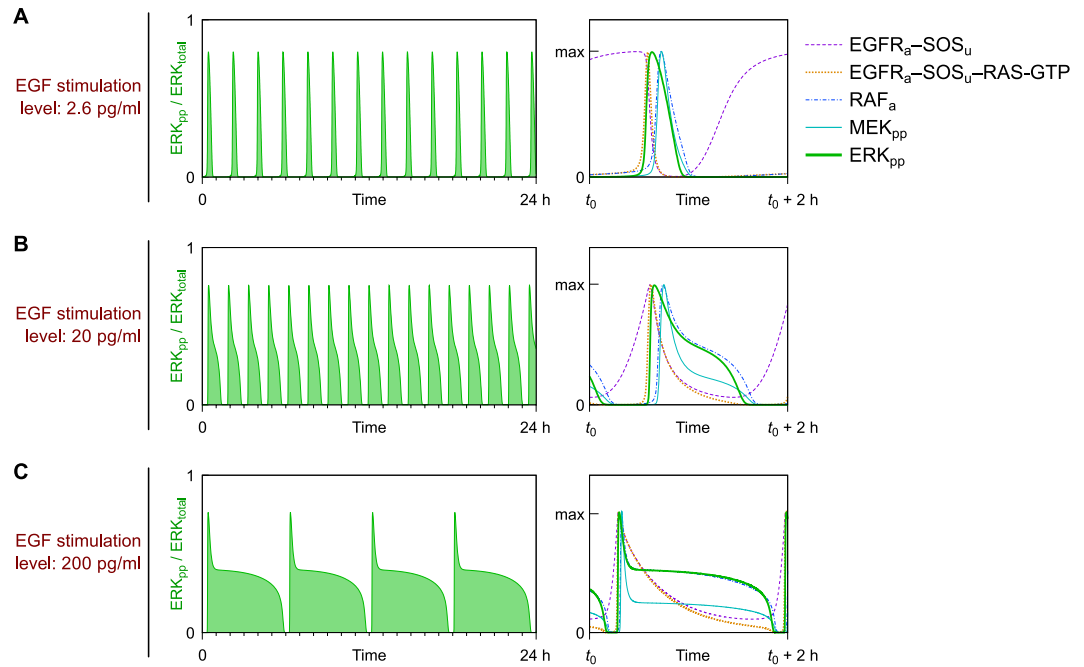 A
EGF stimulation
level: 2.6 pg/ml
ERKpp / ERKtotal
1
0
0
Time
24 h
max
0
t0
Time
t0 + 2 h
EGFRa–SOSu
EGFRa–SOSu–RAS-GTP
RAFa
MEKpp
ERKpp
B
EGF stimulation
level: 20 pg/ml
ERKpp / ERKtotal
1
0
0
Time
24 h
max
0
t0
Time
t0 + 2 h
C
EGF stimulation
level: 200 pg/ml
ERKpp / ERKtotal
1
0
0
Time
24 h
max
0
t0
Time
t0 + 2 h